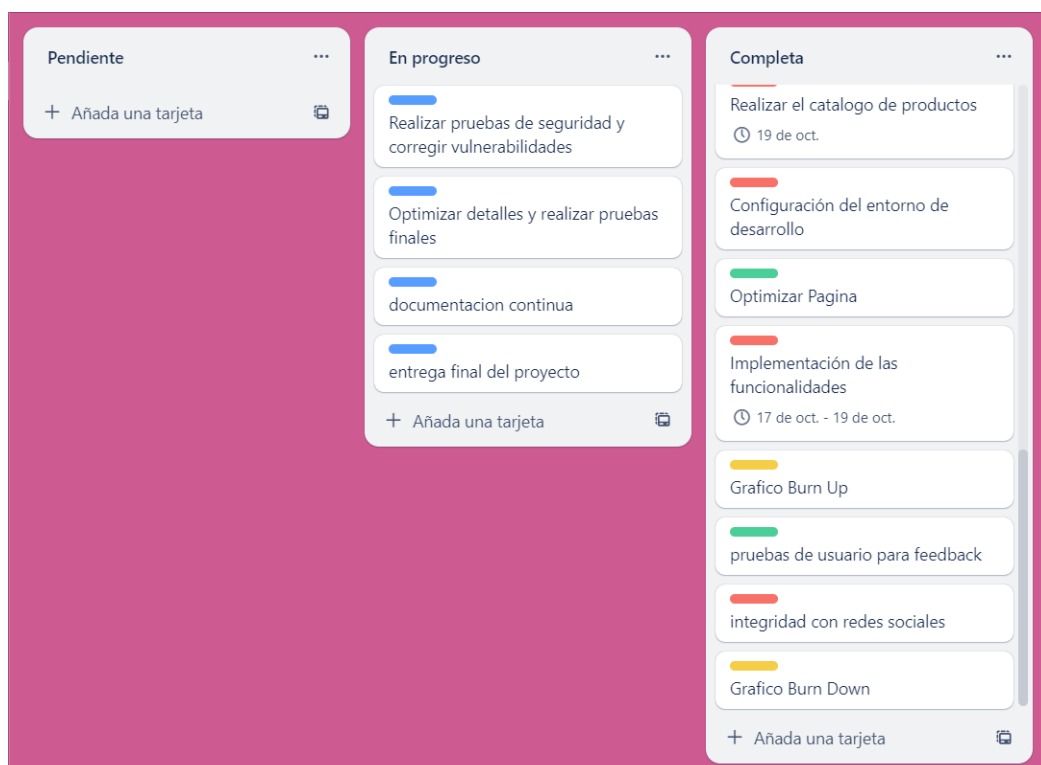 Pendiente
Añada una tarjeta
En progreso
Realizar pruebas de seguridad y
corregir vulnerabilidades
Optimizar detalles y realizar pruebas
finales
documentacion continua
entrega final del proyecto
Añada una tarjeta
Completa
Realizar el catalogo de productos
19 de oct.
Configuración del entorno de
desarrollo
Optimizar Pagina
Implementación de las
funcionalidades
17 de oct. - 19 de oct.
Grafico Burn Up
pruebas de usuario para feedback
integridad con redes sociales
Grafico Burn Down
Añada una tarjeta